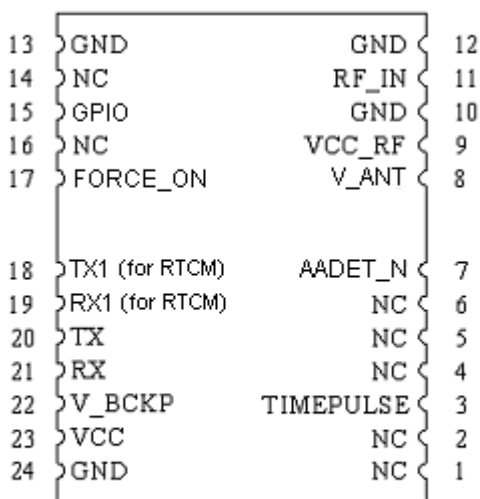 13 GND GND 12
14 NC RF_IN 11
15 GPIO GND 10
16 NC VCC_RF 9
17 FORCE_ON V_ANT 8
18 TX1 (for RTCM) AADET_N 7
19 RX1 (for RTCM) NC 6
20 TX NC 5
21 RX NC 4
22 V_BCKP TIMEPULSE 3
23 VCC NC 2
24 GND NC 1